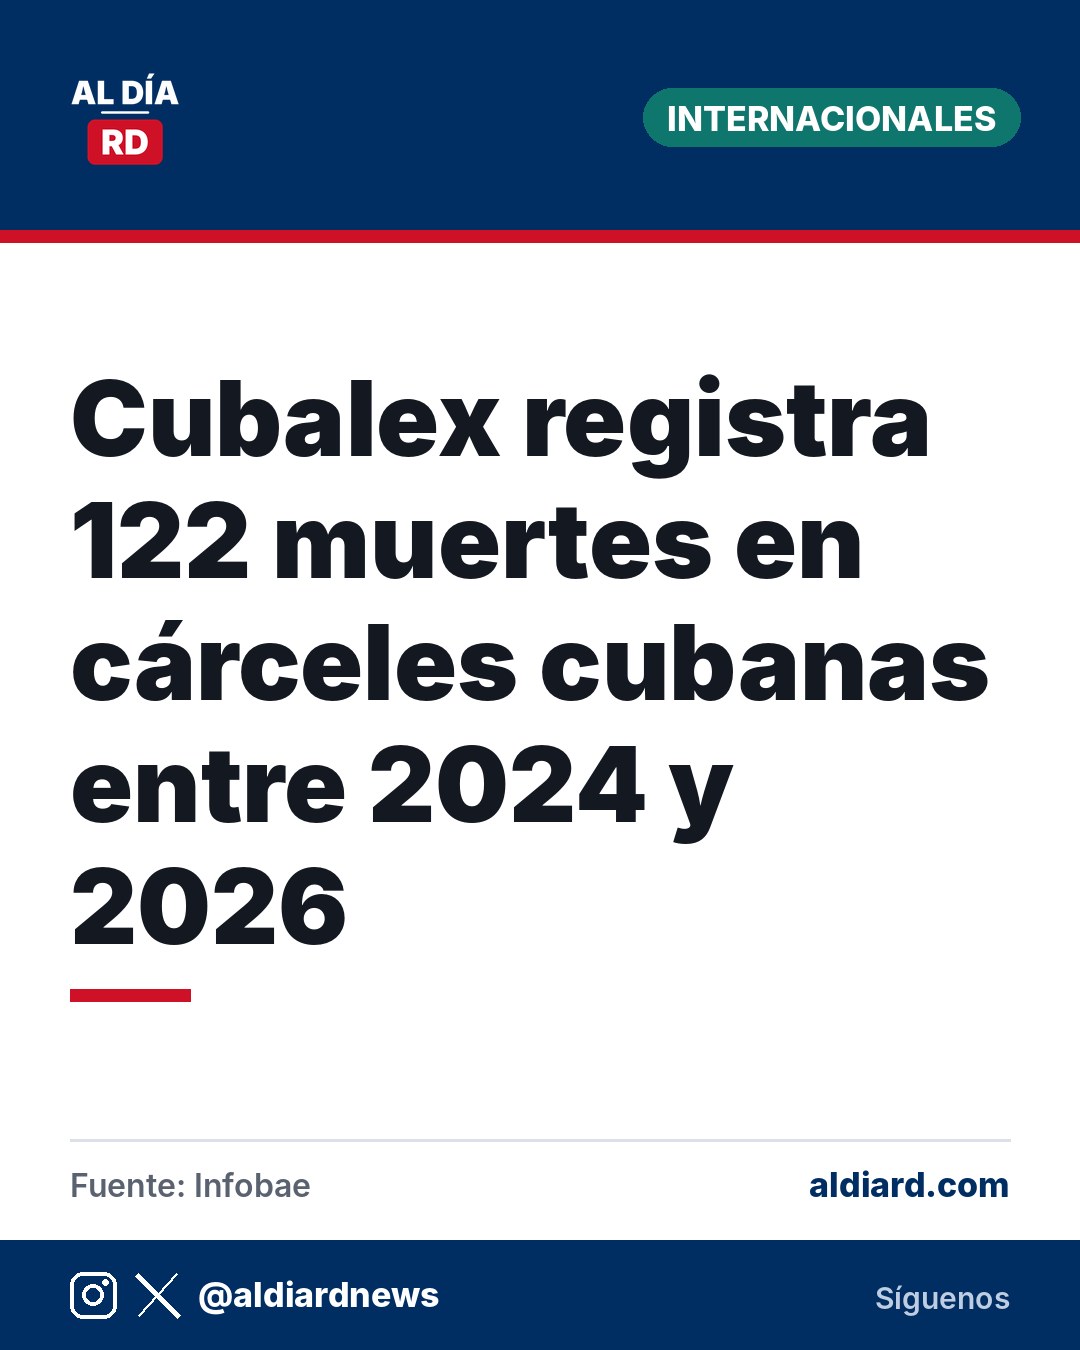 AL DÍA
RD
INTERNACIONALES
Cubalex registra
122 muertes en
cárceles cubanas
entre 2024 y
2026
Fuente: Infobae
aldiard.com
@aldiardnews
Síguenos